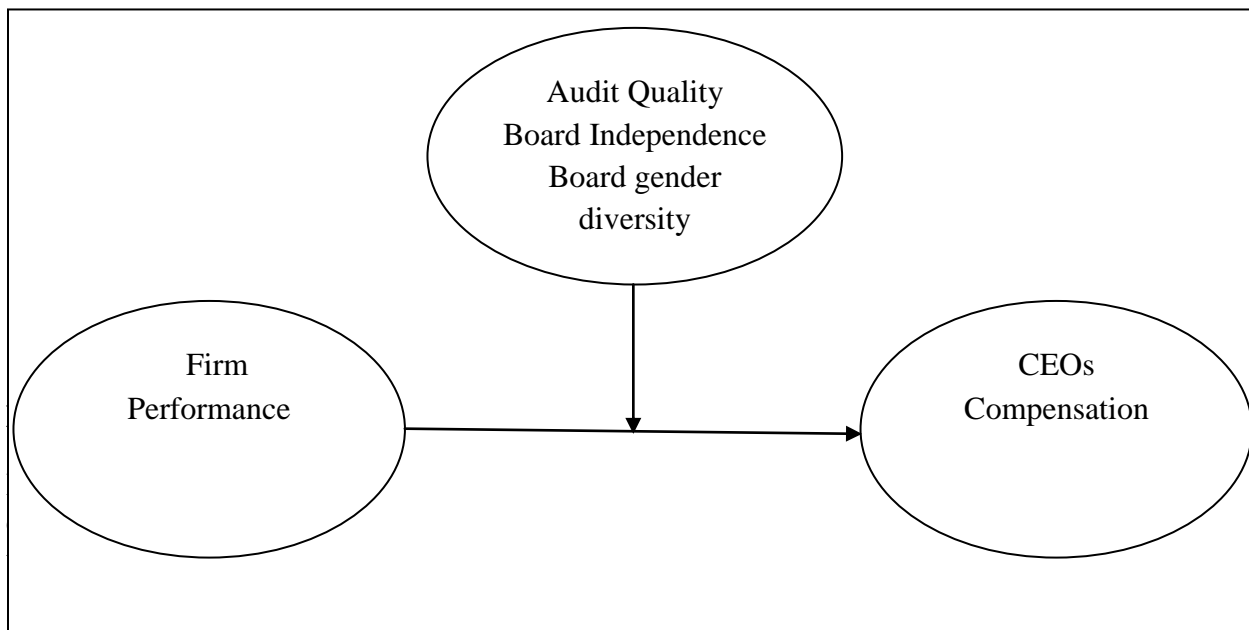 Audit Quality
Board Independence
Board gender
diversity
Firm
Performance
CEOs
Compensation